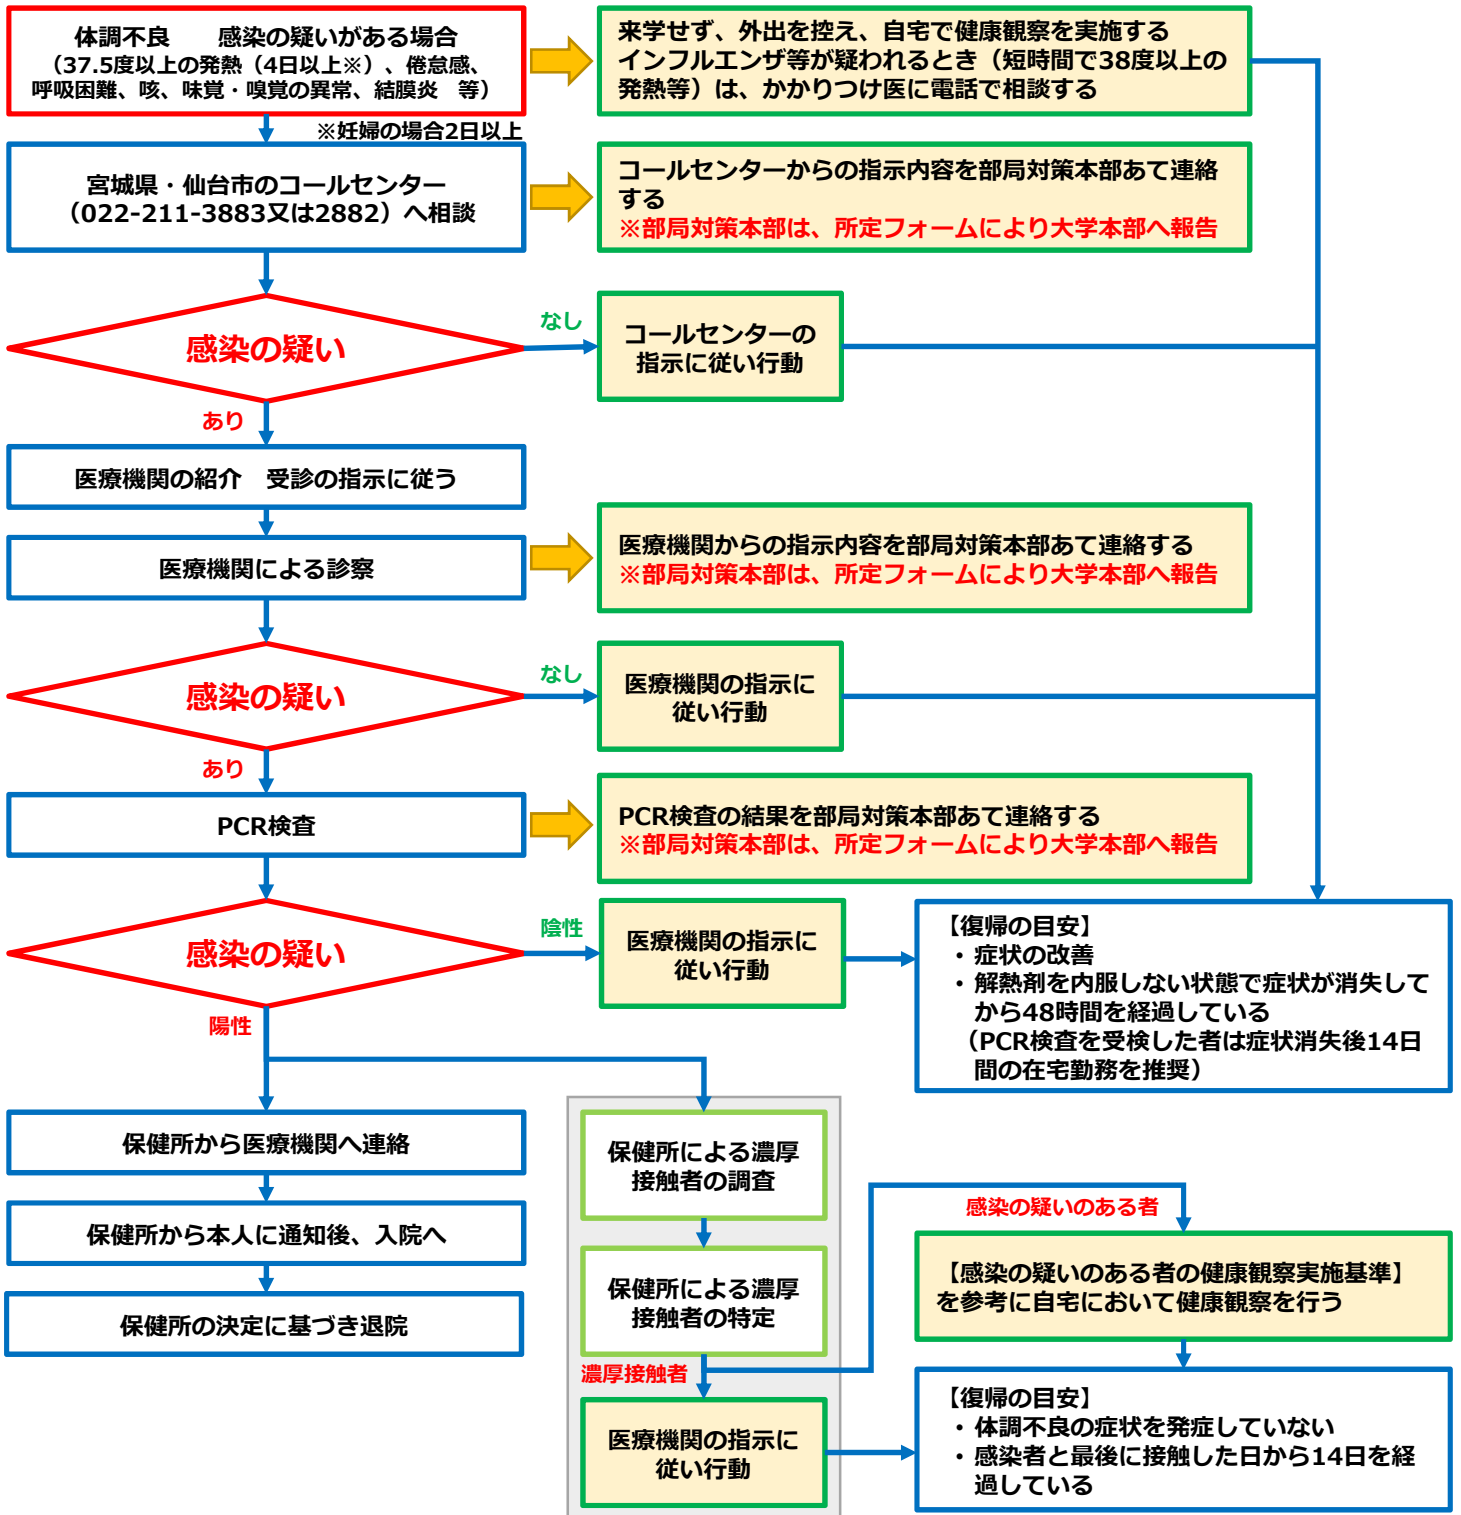 体調不良　　感染の疑いがある場合
（37.5度以上の発熱（4日以上※）、倦怠感、
呼吸困難、咳、味覚・嗅覚の異常、結膜炎　等）
来学せず、外出を控え、自宅で健康観察を実施する
インフルエンザ等が疑われるとき（短時間で38度以上の
発熱等）は、かかりつけ医に電話で相談する
※妊婦の場合2日以上
宮城県・仙台市のコールセンター
（022-211-3883又は2882）へ相談
コールセンターからの指示内容を部局対策本部あて連絡
する
※部局対策本部は、所定フォームにより大学本部へ報告
感染の疑い
なし
コールセンターの
指示に従い行動
あり
医療機関の紹介　受診の指示に従う
医療機関による診察
医療機関からの指示内容を部局対策本部あて連絡する
※部局対策本部は、所定フォームにより大学本部へ報告
感染の疑い
なし
医療機関の指示に
従い行動
あり
PCR検査
PCR検査の結果を部局対策本部あて連絡する
※部局対策本部は、所定フォームにより大学本部へ報告
感染の疑い
陰性
医療機関の指示に
従い行動
【復帰の目安】
・症状の改善
・解熱剤を内服しない状態で症状が消失して
から48時間を経過している
（PCR検査を受検した者は症状消失後14日
間の在宅勤務を推奨）
陽性
保健所から医療機関へ連絡
保健所から本人に通知後、入院へ
保健所の決定に基づき退院
保健所による濃厚
接触者の調査
保健所による濃厚
接触者の特定
濃厚接触者
医療機関の指示に
従い行動
感染の疑いのある者
【感染の疑いのある者の健康観察実施基準】
を参考に自宅において健康観察を行う
【復帰の目安】
・体調不良の症状を発症していない
・感染者と最後に接触した日から14日を経
過している